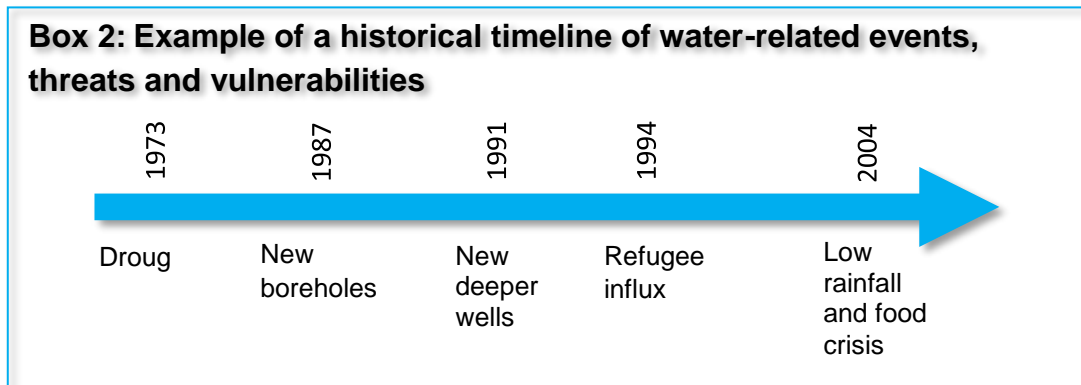 Box 2: Example of a historical timeline of water-related events,
threats and vulnerabilities
1973
1987
1991
1994
2004
Droug
New
boreholes
New
deeper
wells
Refugee
influx
Low
rainfall
and food
crisis